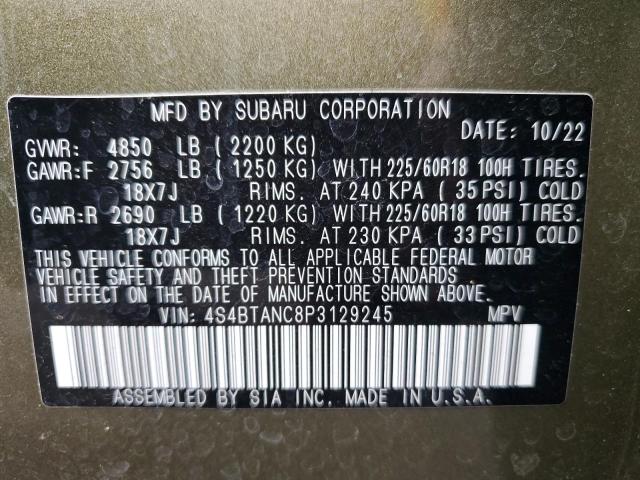 MFD BY SUBARU CORPORATION
DATE: 10/22
GVWR: 4850 LB (2200 KG)
GAWR:F 2756 LB (1250 KG) WITH 225/60R18 100H TIRES.
18X7J RIMS. AT 240 KPA (35 PSI) COLD
GAWR:R 2690 LB (1220 KG) WITH 225/60R18 100H TIRES.
18X7J RIMS. AT 230 KPA (33 PSI) COLD
THIS VEHICLE CONFORMS TO ALL APPLICABLE FEDERAL MOTOR
VEHICLE SAFETY AND THEFT PREVENTION STANDARDS
IN EFFECT ON THE DATE OF MANUFACTURE SHOWN ABOVE.
VIN: 4S4BTANC8P3129245 MPV
ASSEMBLED BY SIA INC. MADE IN U.S.A.